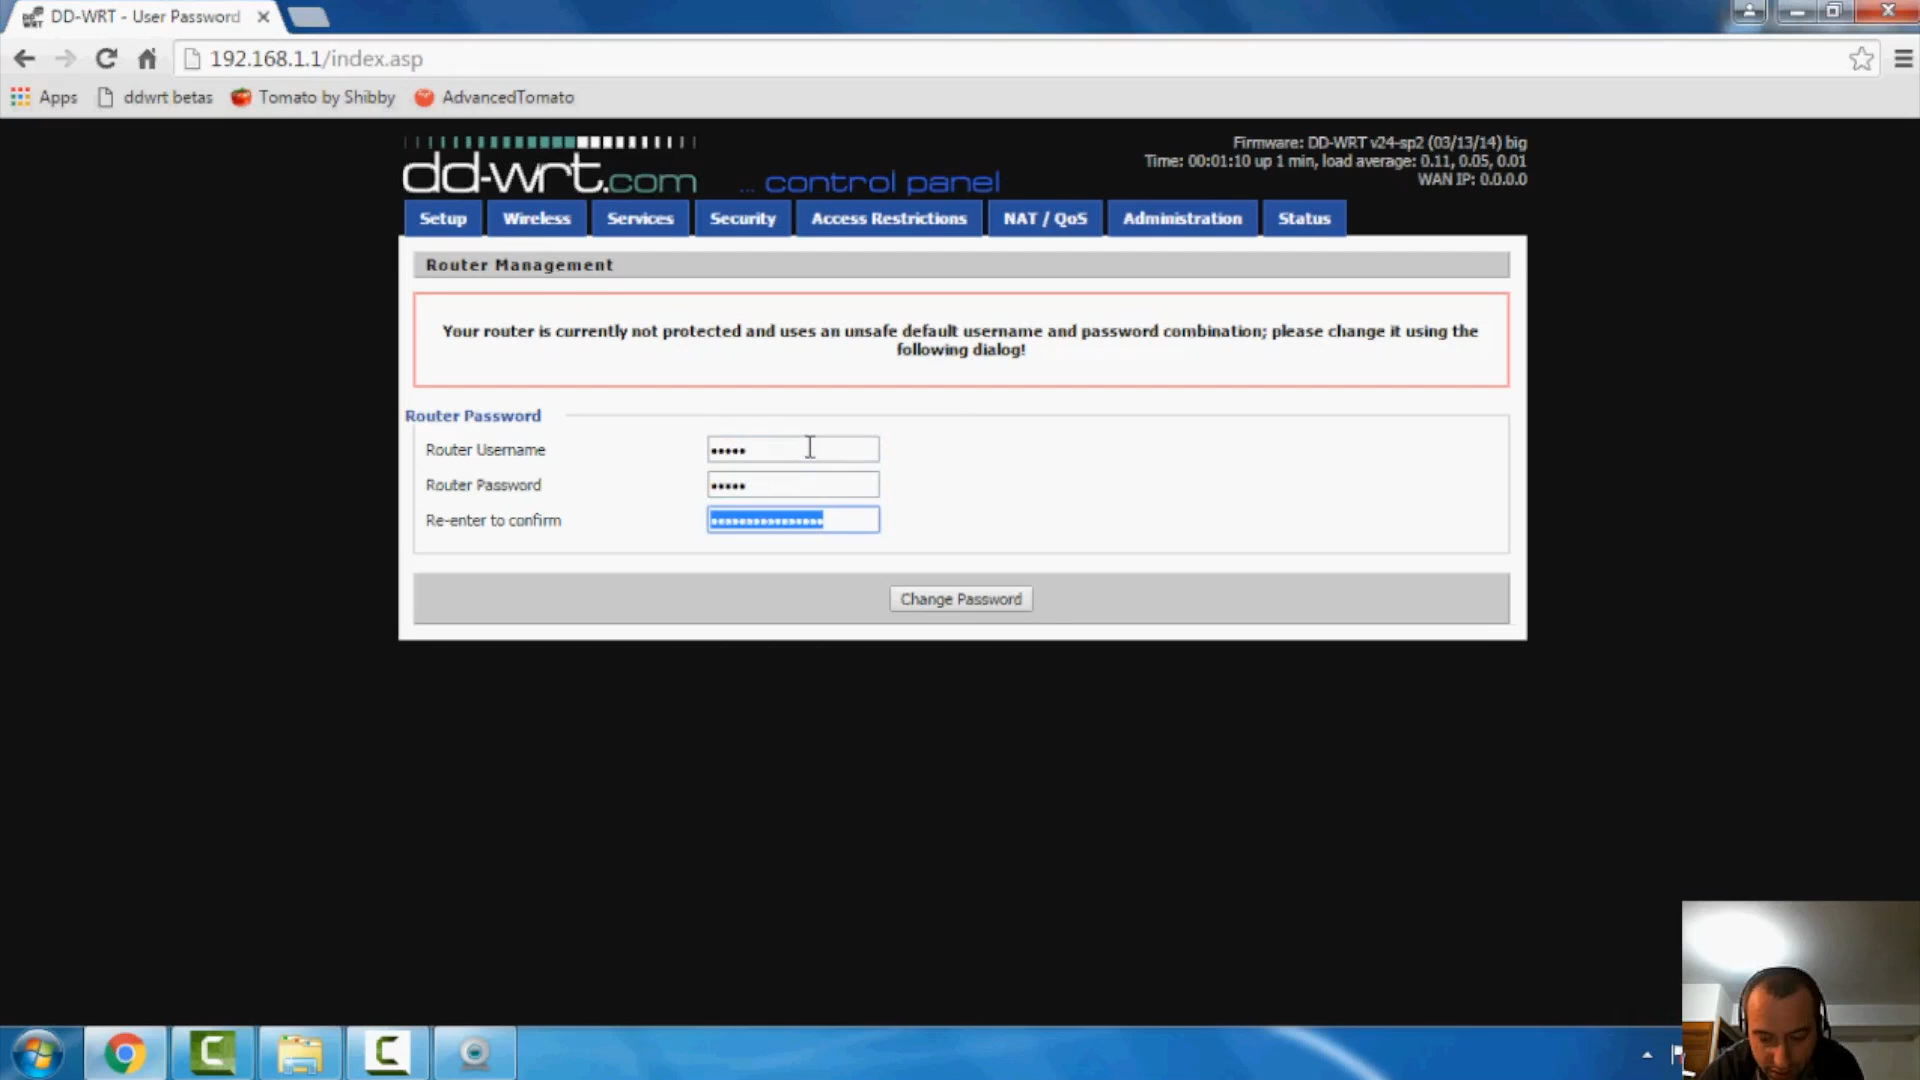 DD-WRT - User Password
192.168.1.1/index.asp
Apps
ddwrt betas
Tomato by Shibby
AdvancedTomato
dd-wrt.com
... control panel
Firmware: DD-WRT v24-sp2 (03/13/14) big
Time: 00:01:10 up 1 min, load average: 0.11, 0.05, 0.01
WAN IP: 0.0.0.0
Setup
Wireless
Services
Security
Access Restrictions
NAT / QoS
Administration
Status
Router Management
Your router is currently not protected and uses an unsafe default username and password combination; please change it using the
following dialog!
Router Password
Router Username
•••••
Router Password
•••••
Re-enter to confirm
••••••••••••••••
Change Password